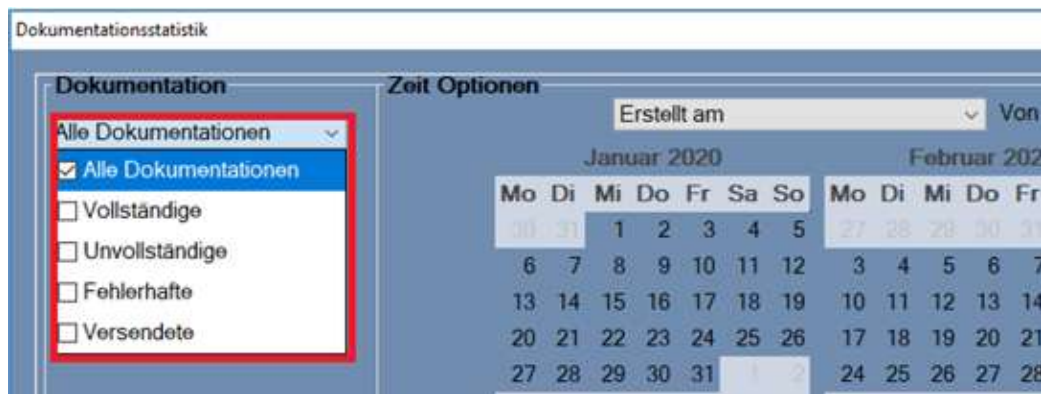 Dokumentationsstatistik
Dokumentation
Alle Dokumentationen
Alle Dokumentationen
Vollständige
Unvollständige
Fehlerhafte
Versendete
Zeit Optionen
Erstellt am Von
Januar 2020
Mo Di Mi Do Fr Sa So
30 31 1 2 3 4 5
6 7 8 9 10 11 12
13 14 15 16 17 18 19
20 21 22 23 24 25 26
27 28 29 30 31 1 2
Februar 202
Mo Di Mi Do Fr
27 28 29 30 31
3 4 5 6 7
10 11 12 13 14
17 18 19 20 21
24 25 26 27 28